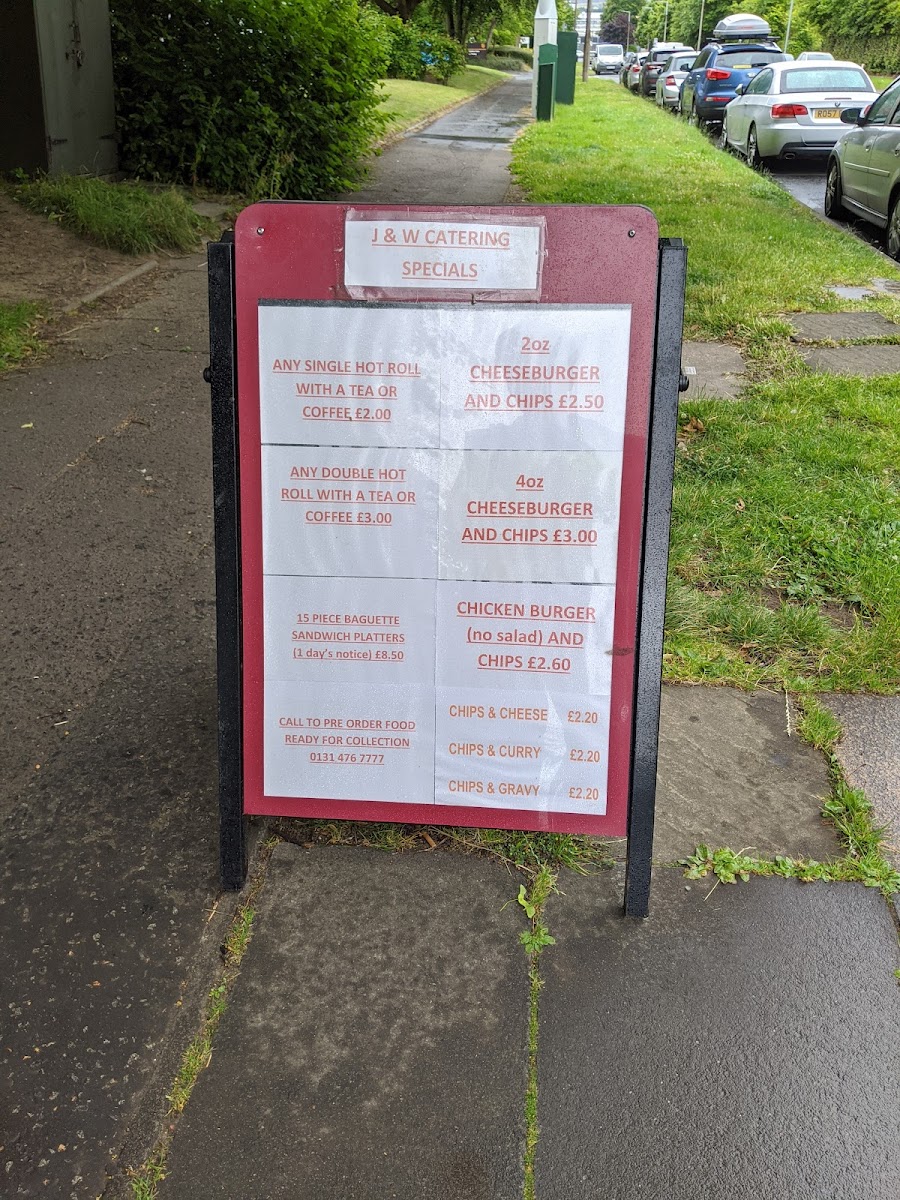 J & W CATERING
SPECIALS
ANY SINGLE HOT ROLL
WITH A TEA OR
COFFEE £2.00
2oz
CHEESEBURGER
AND CHIPS £2.50
ANY DOUBLE HOT
ROLL WITH A TEA OR
COFFEE £3.00
4oz
CHEESEBURGER
AND CHIPS £3.00
15 PIECE BAGUETTE
SANDWICH PLATTERS
(1 day's notice) £8.50
CHICKEN BURGER
(no salad) AND
CHIPS £2.60
CALL TO PRE ORDER FOOD
READY FOR COLLECTION
0131 476 7777
CHIPS & CHEESE £2.20
CHIPS & CURRY £2.20
CHIPS & GRAVY £2.20
RO57